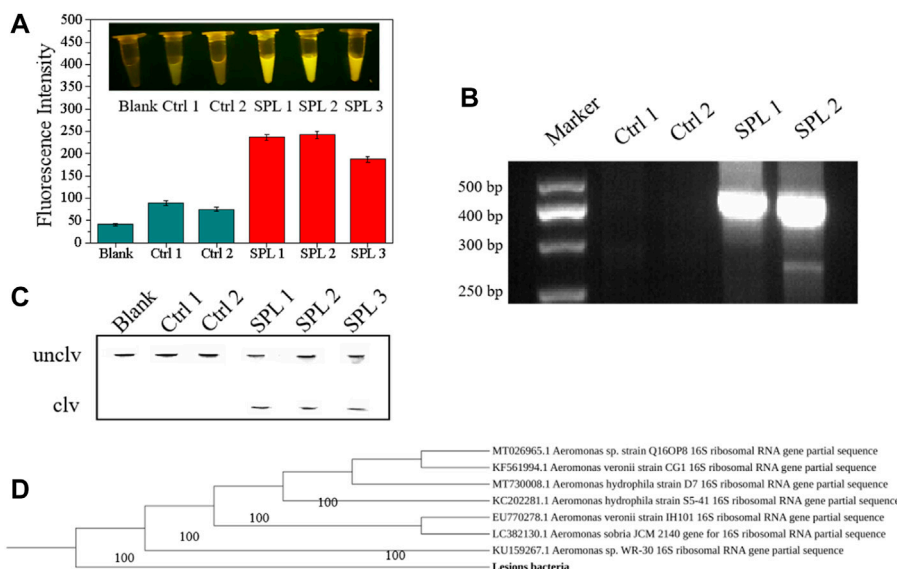 A
Fluorescence Intensity
500
450
400
350
300
250
200
150
100
50
0
Blank Ctrl 1 Ctrl 2 SPL 1 SPL 2 SPL 3
Blank Ctrl 1 Ctrl 2 SPL 1 SPL 2 SPL 3
B
Marker Ctrl 1 Ctrl 2 SPL 1 SPL 2
500 bp
400 bp
300 bp
250 bp
C
Blank Ctrl 1 Ctrl 2 SPL 1 SPL 2 SPL 3
unclv
clv
D
MT026965.1 Aeromonas sp. strain Q16OP8 16S ribosomal RNA gene partial sequence
KF561994.1 Aeromonas veronii strain CG1 16S ribosomal RNA gene partial sequence
MT730008.1 Aeromonas hydrophila strain D7 16S ribosomal RNA gene partial sequence
100
KC202281.1 Aeromonas hydrophila strain S5-41 16S ribosomal RNA gene partial sequence
100
EU770278.1 Aeromonas veronii strain IH101 16S ribosomal RNA gene partial sequence
100
LC382130.1 Aeromonas sobria JCM 2140 gene for 16S ribosomal RNA partial sequence
100 100
KU159267.1 Aeromonas sp. WR-30 16S ribosomal RNA gene partial sequence
Lesions bacteria